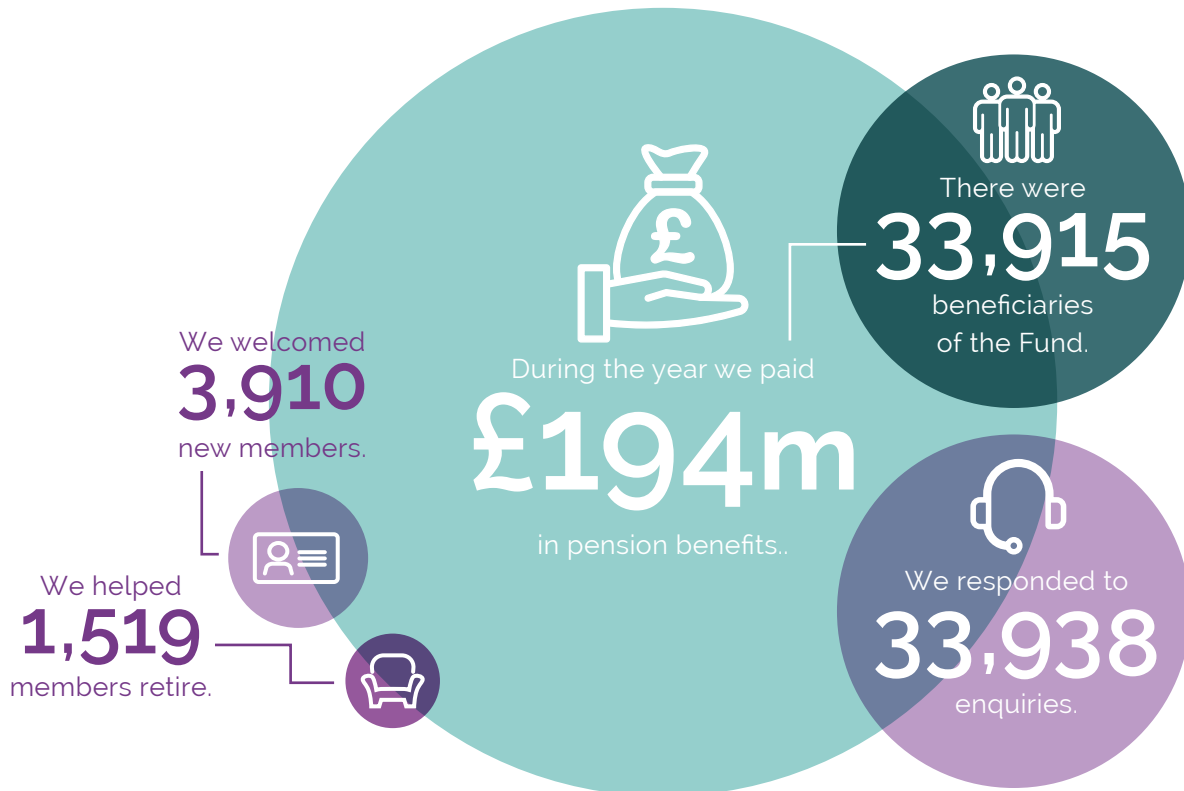 There were
33,915
beneficiaries
of the Fund.
£
During the year we paid
£194m
in pension benefits..
We welcomed
3,910
new members.
We helped
1,519
members retire.
We responded to
33,938
enquiries.